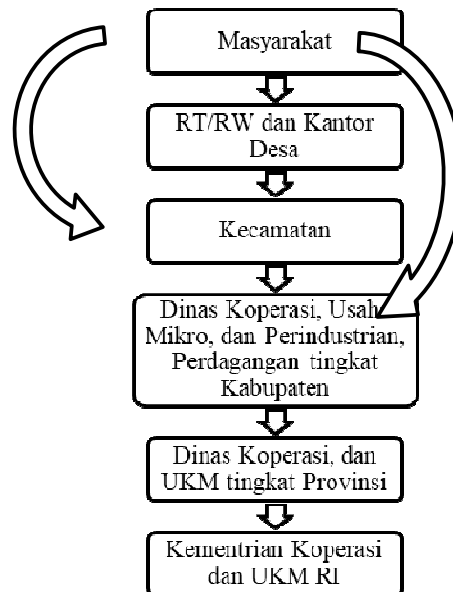 Masyarakat
RT/RW dan Kantor
Desa
Kecamatan
Dinas Koperasi, Usah
Mikro, dan Perindustrian,
Perdagangan tingkat
Kabupaten
Dinas Koperasi, dan
UKM tingkat Provinsi
Kementrian Koperasi
dan UKM RI